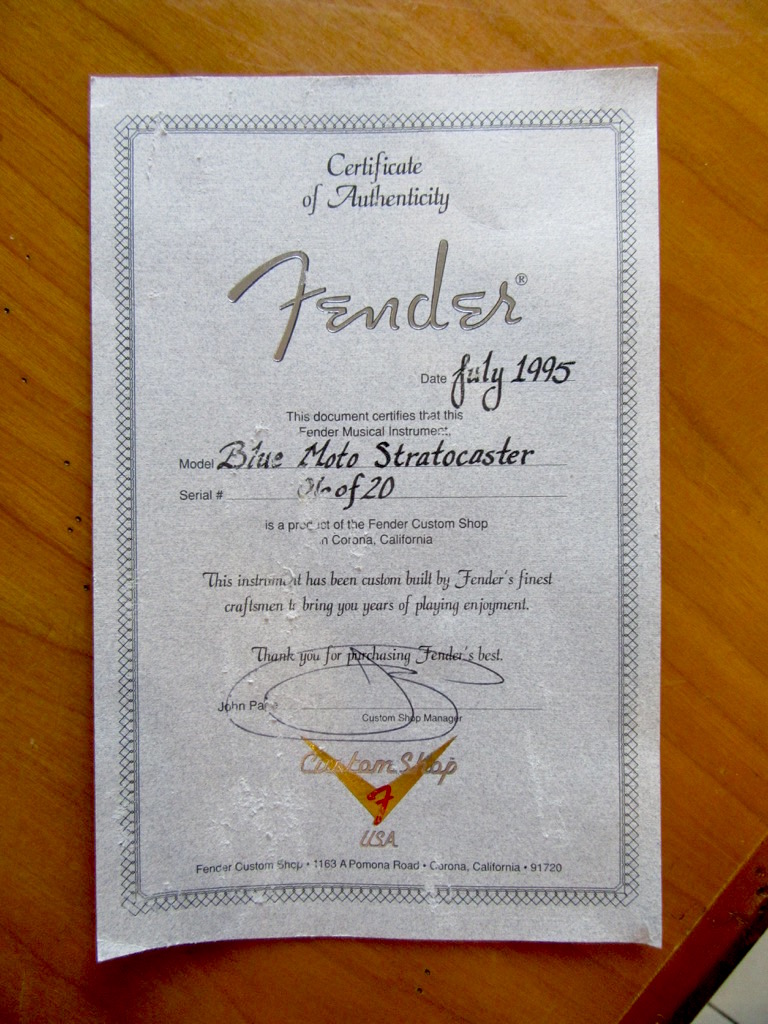 Certificate
of Authenticity
Fender®
Date July 1995
This document certifies that this
Fender Musical Instrument,
Model Blue Moto Stratocaster
Serial # of 20
is a product of the Fender Custom Shop
in Corona, California
This instrument has been custom built by Fender's finest
craftsmen to bring you years of playing enjoyment.
Thank you for purchasing Fender's best.
John Page
Custom Shop Manager
Custom Shop
F
USA
Fender Custom Shop • 1163 A Pomona Road • Corona, California • 91720